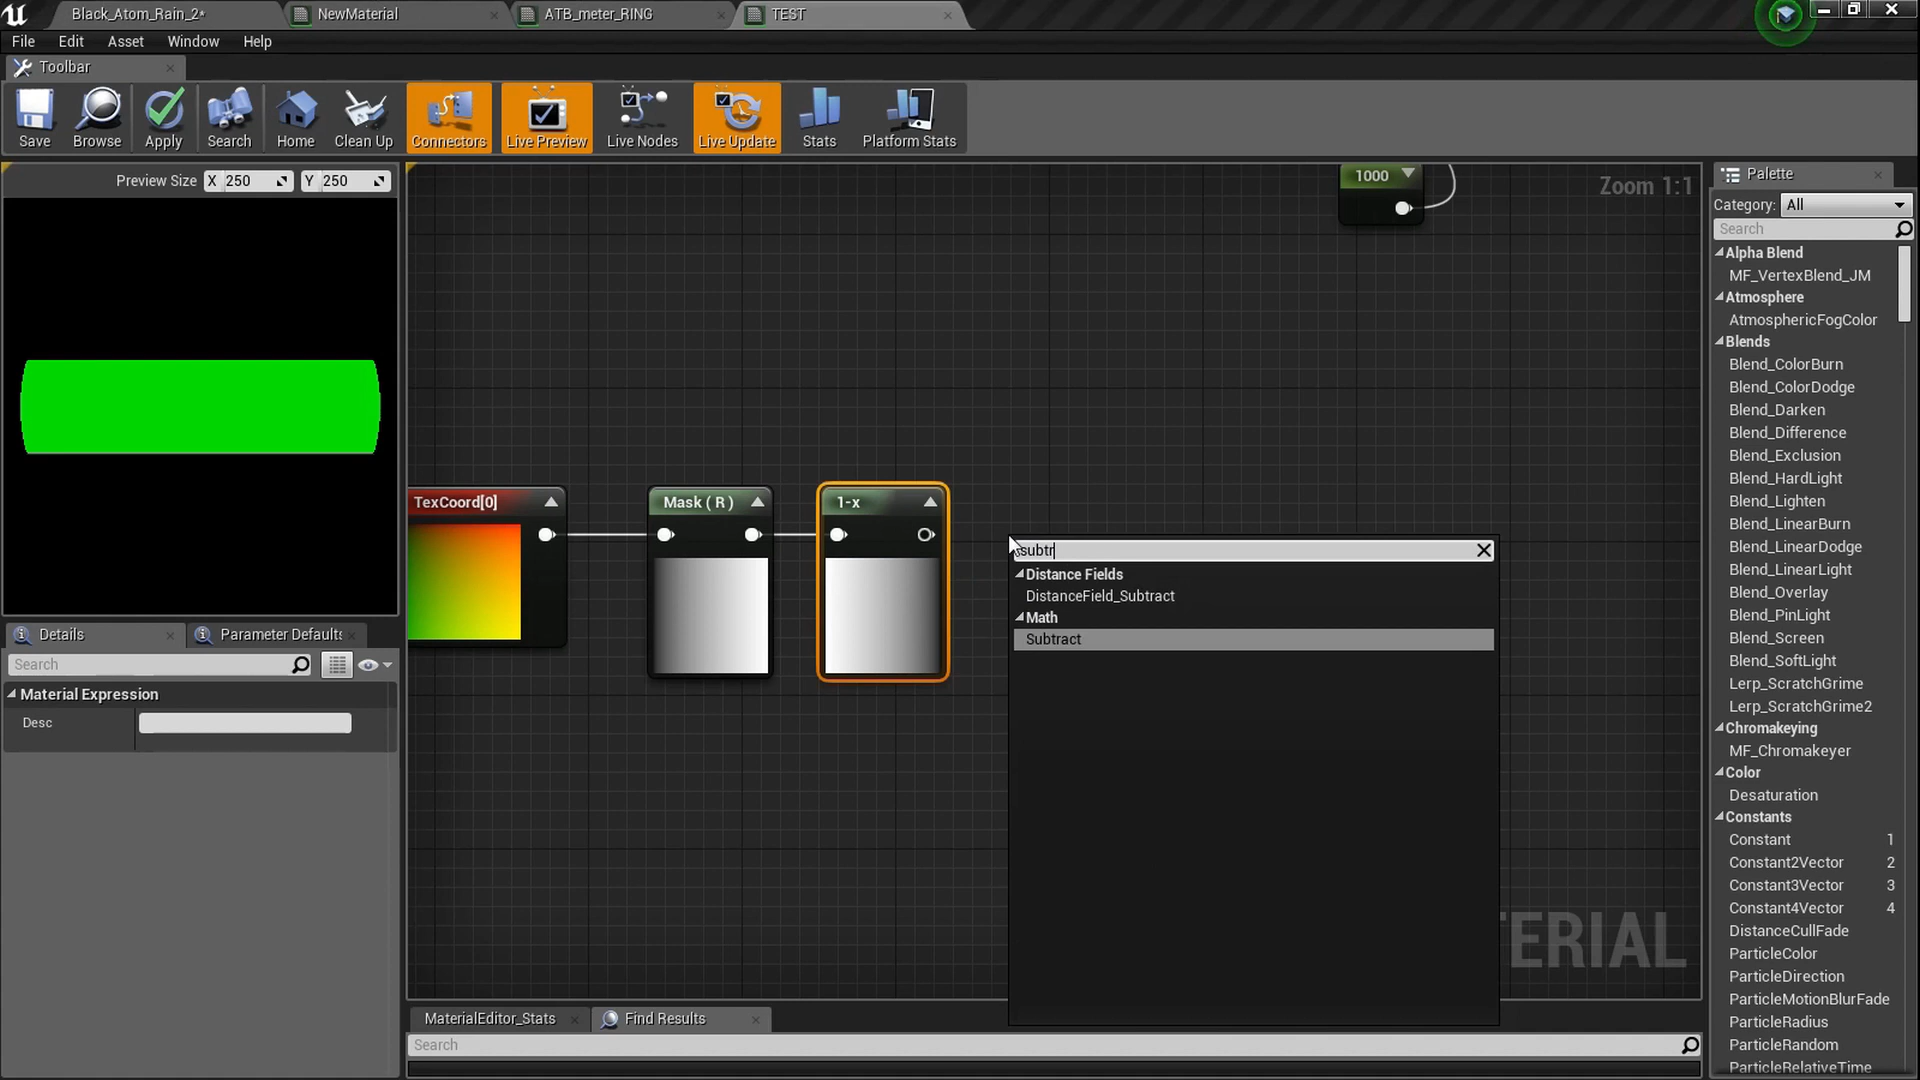 Black_Atom_Rain_2*
NewMaterial
ATB_meter_RING
TEST
File
Edit
Asset
Window
Help
Toolbar
Save
Browse
Apply
Search
Home
Clean Up
Connectors
Live Preview
Live Nodes
Live Update
Stats
Platform Stats
Preview Size X 250 Y 250
Details
Parameter Defaults
Search
Material Expression
Desc
1000
Zoom 1:1
TexCoord[0]
Mask ( R )
1-x
subtr
Distance Fields
DistanceField_Subtract
Math
Subtract
TERIAL
MaterialEditor_Stats
Find Results
Search
Palette
Category: All
Search
Alpha Blend
MF_VertexBlend_JM
Atmosphere
AtmosphericFogColor
Blends
Blend_ColorBurn
Blend_ColorDodge
Blend_Darken
Blend_Difference
Blend_Exclusion
Blend_HardLight
Blend_Lighten
Blend_LinearBurn
Blend_LinearDodge
Blend_LinearLight
Blend_Overlay
Blend_PinLight
Blend_Screen
Blend_SoftLight
Lerp_ScratchGrime
Lerp_ScratchGrime2
Chromakeying
MF_Chromakeyer
Color
Desaturation
Constants
Constant 1
Constant2Vector 2
Constant3Vector 3
Constant4Vector 4
DistanceCullFade
ParticleColor
ParticleDirection
ParticleMotionBlurFade
ParticleRadius
ParticleRandom
ParticleRelativeTime